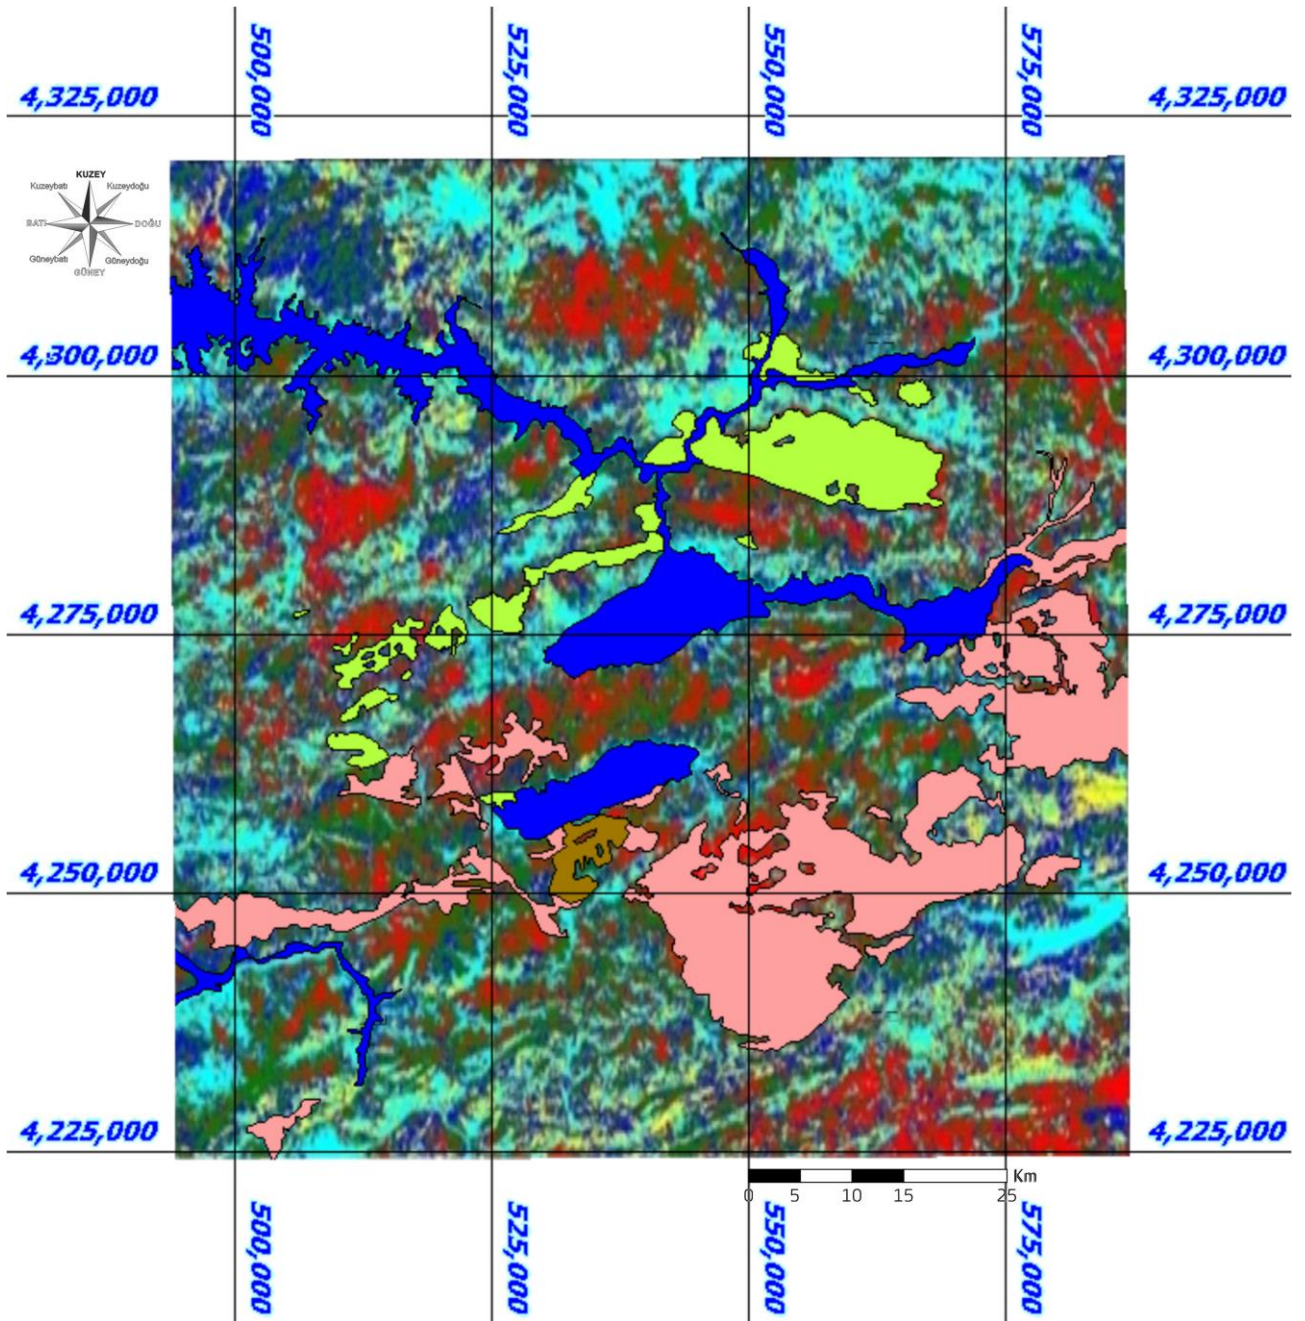 500,000 525,000 550,000 575,000
4,325,000 4,325,000
KUZEY
Kuzeybatı Kuzeydoğu
BATI DOĞU
Güneybatı Güneydoğu
GÜNEY
4,300,000 4,300,000
4,275,000 4,275,000
4,250,000 4,250,000
4,225,000 4,225,000
Km
0 5 10 15 25
500,000 525,000 550,000 575,000